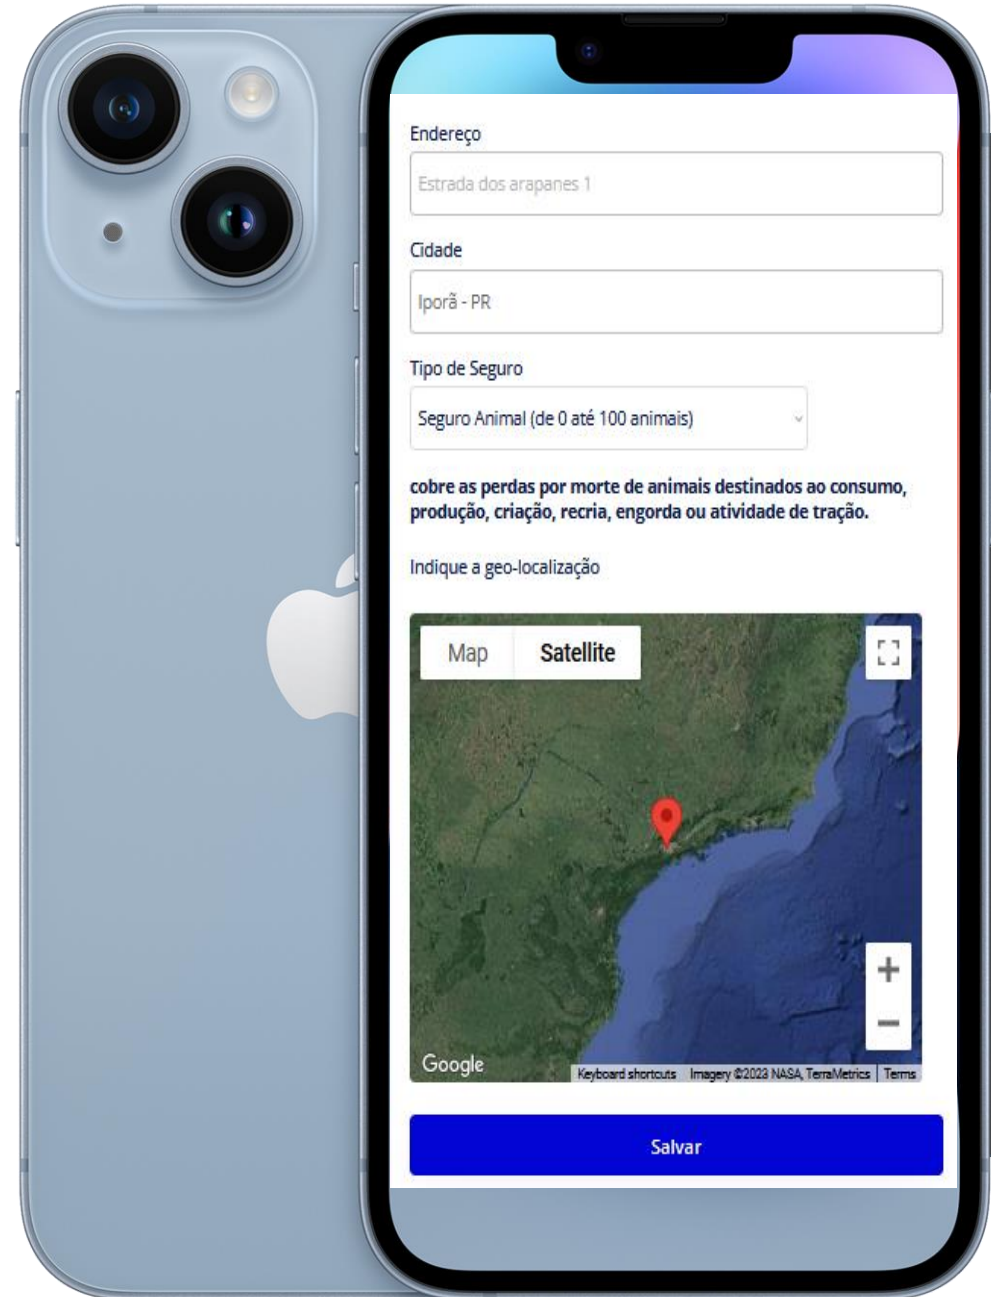 Endereço
Estrada dos arapanes 1
Cidade
Iporã - PR
Tipo de Seguro
Seguro Animal (de 0 até 100 animais)
cobre as perdas por morte de animais destinados ao consumo,
produção, criação, recria, engorda ou atividade de tração.
Indique a geo-localização
Map Satellite
Google
Keyboard shortcuts Imagery ©2023 NASA, TerraMetrics Terms
Salvar